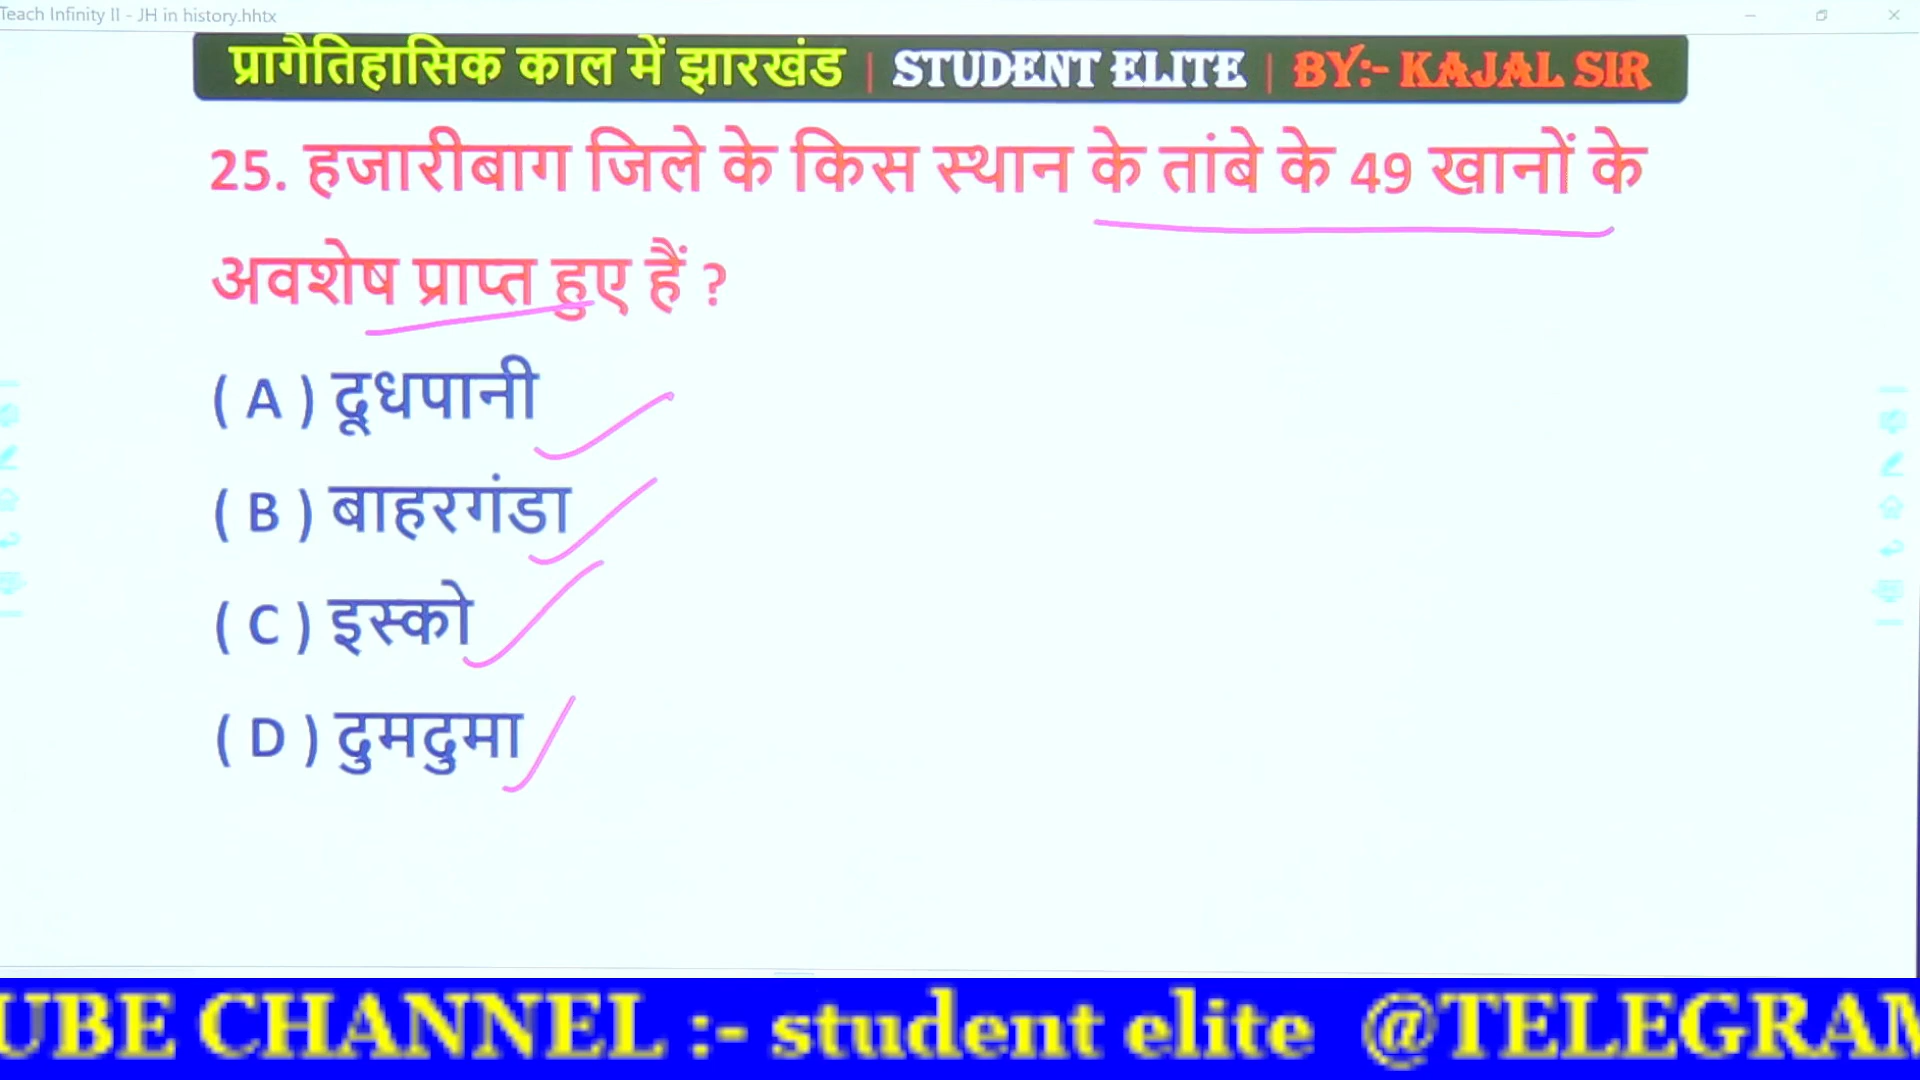 Teach Infinity II - JH in history.hhtx
प्रागैतिहासिक काल में झारखंड | STUDENT ELITE | BY:- KAJAL SIR
25. हजारीबाग जिले के किस स्थान के तांबे के 49 खानों के
अवशेष प्राप्त हुए हैं ?
( A ) दूधपानी
( B ) बाहरगंडा
( C ) इस्को
( D ) दुमदुमा
UBE CHANNEL :- student elite @TELEGRAM